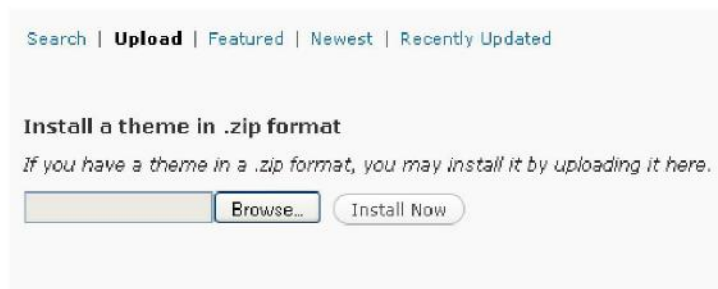 Search | Upload | Featured | Newest | Recently Updated
Install a theme in .zip format
If you have a theme in a .zip format, you may install it by uploading it here.
Browse... Install Now